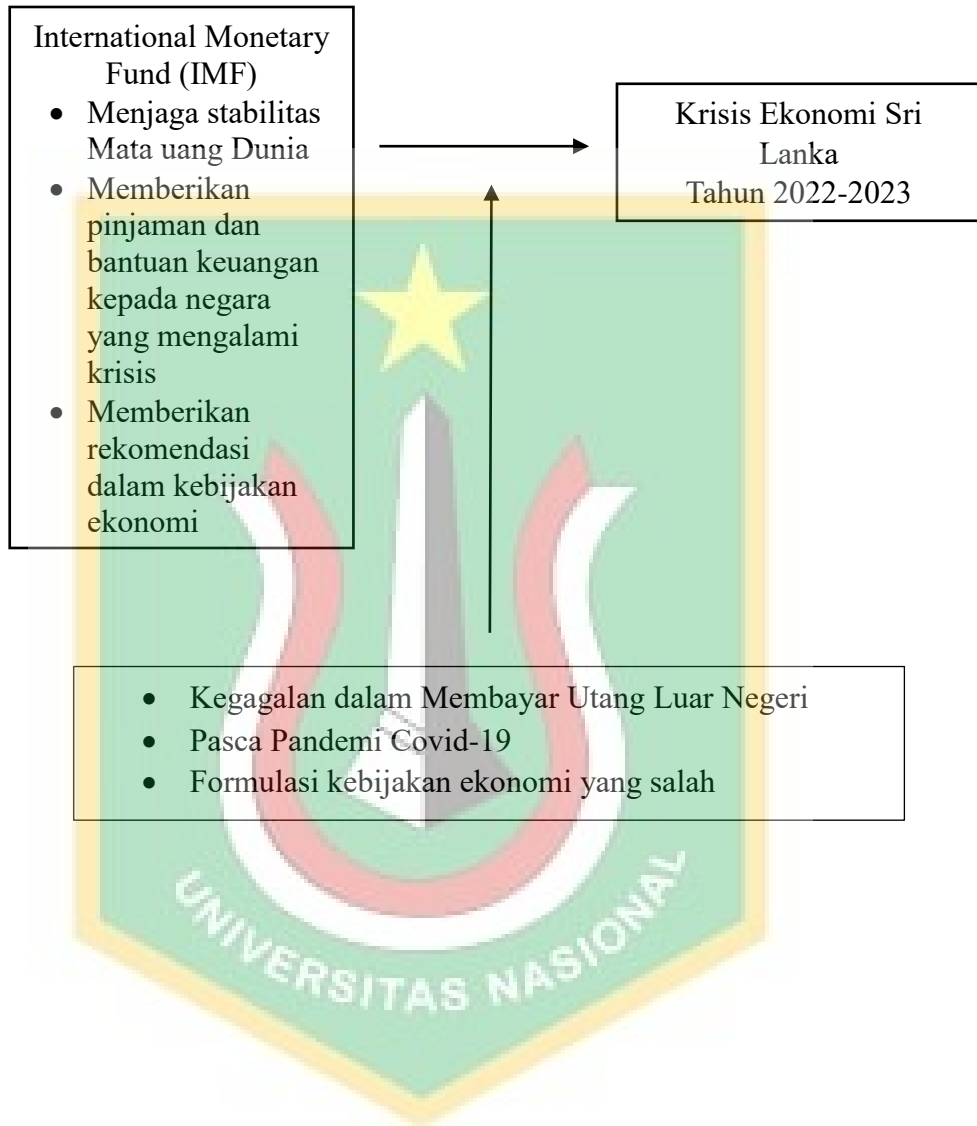 International Monetary
Fund (IMF)
• Menjaga stabilitas
Mata uang Dunia
• Memberikan
pinjaman dan
bantuan keuangan
kepada negara
yang mengalami
krisis
• Memberikan
rekomendasi
dalam kebijakan
ekonomi
Krisis Ekonomi Sri
Lanka
Tahun 2022-2023
• Kegagalan dalam Membayar Utang Luar Negeri
• Pasca Pandemi Covid-19
• Formulasi kebijakan ekonomi yang salah
UNIVERSITAS NASIONAL